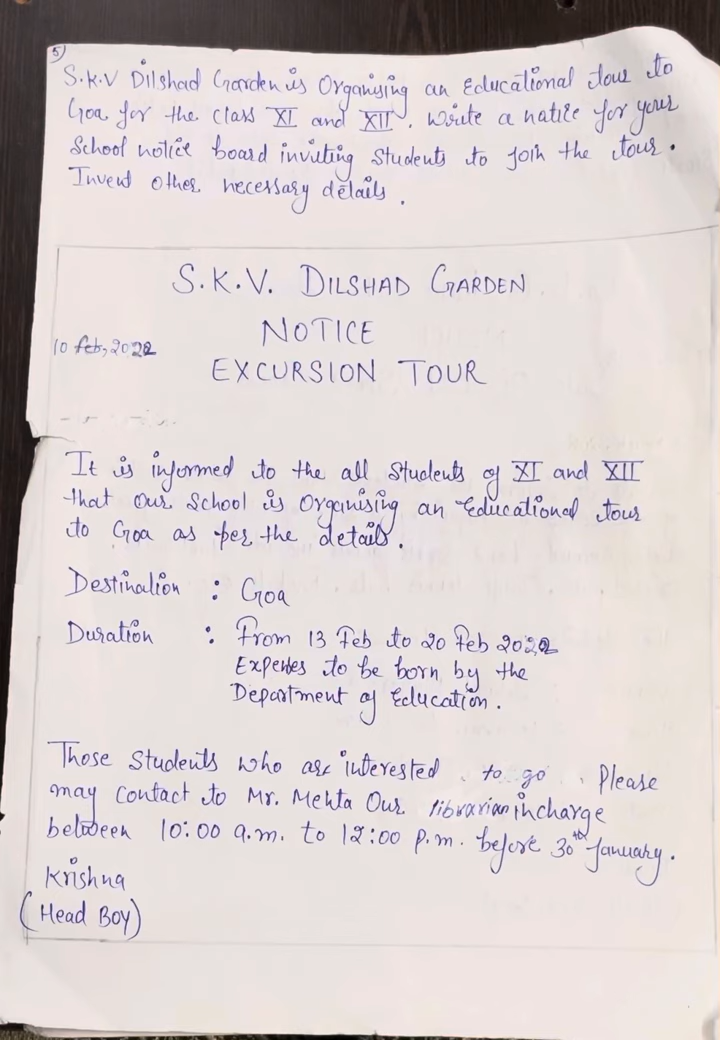 5)
S.K.V Dilshad Garden is Organising an Educational tour to
Goa for the class XI and XII. Write a notice for your
School notice board inviting Students to join the tour.
Invent other necessary details.
S.K.V. DILSHAD GARDEN
NOTICE
10 feb, 2022
EXCURSION TOUR
It is informed to the all Students of XI and XII
that our School is Organising an Educational tour
to Goa as per the details.
Destination : Goa
Duration : From 13 Feb to 20 Feb 2022
Expenses to be born by the
Department of Education.
Those Students who are interested to go Please
may contact to Mr. Mehta Our librarian incharge
between 10:00 a.m. to 12:00 p.m. before 30th January.
Krishna
(Head Boy)